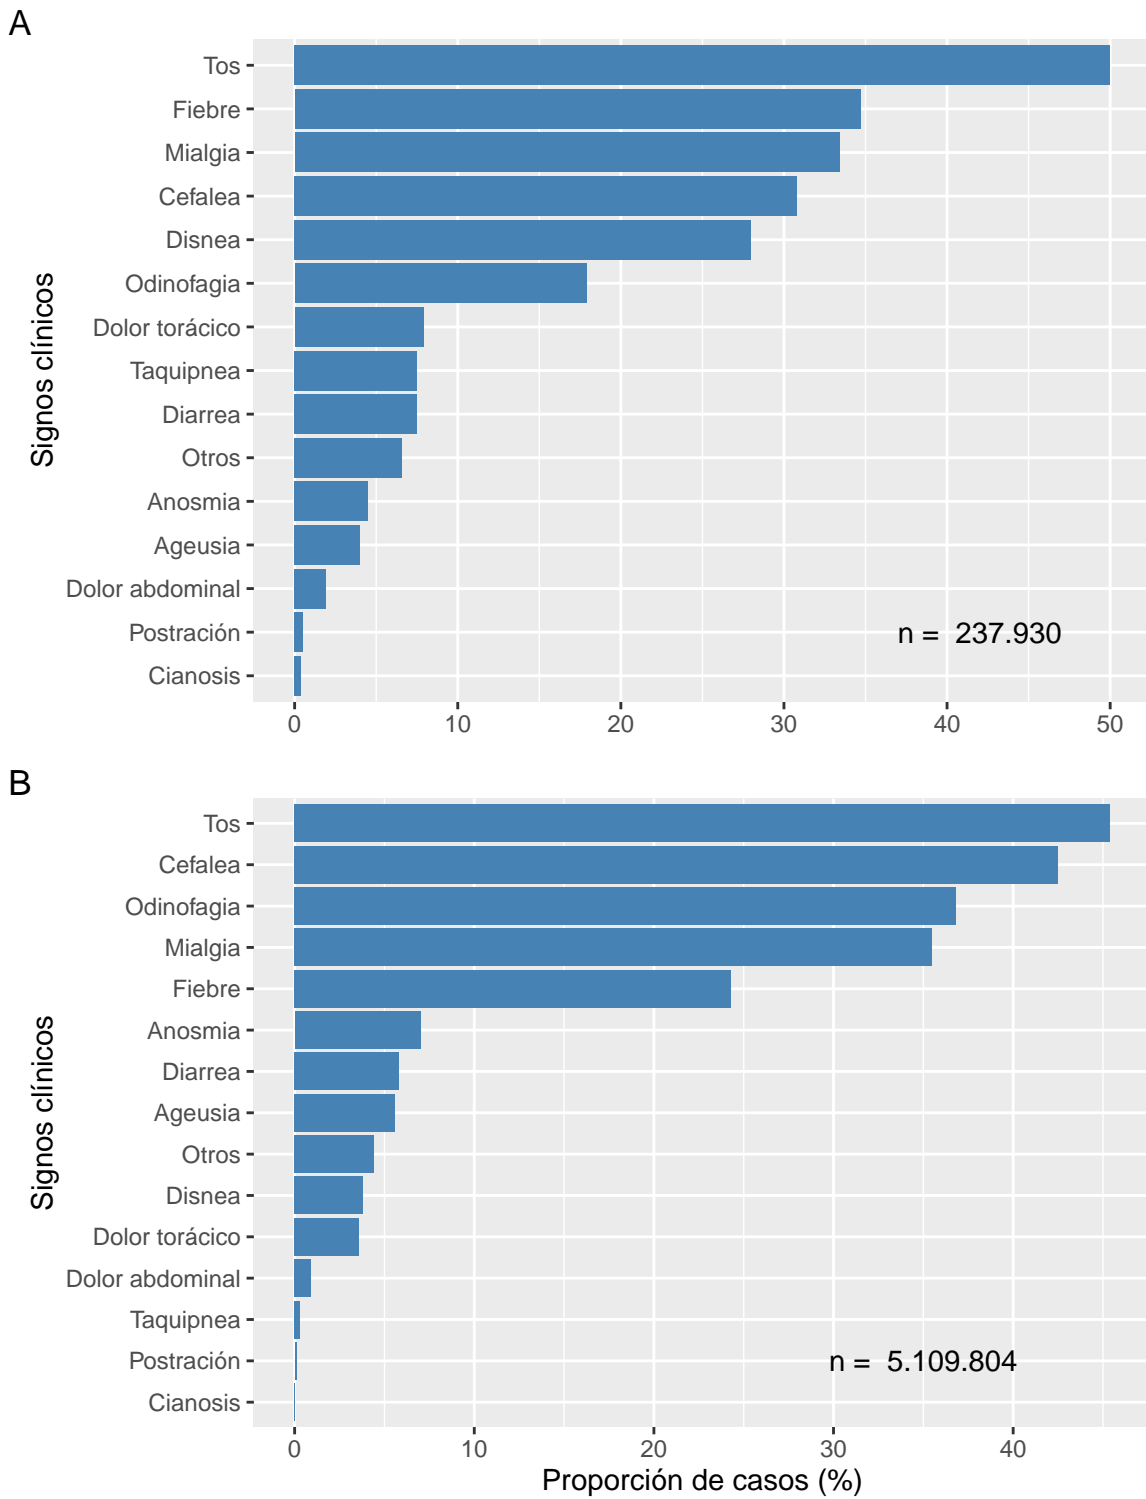 A
Signos clínicos
Tos
Fiebre
Mialgia
Cefalea
Disnea
Odinofagia
Dolor torácico
Taquipnea
Diarrea
Otros
Anosmia
Ageusia
Dolor abdominal
Postración
Cianosis
n = 237.930
0 10 20 30 40 50
B
Signos clínicos
Tos
Cefalea
Odinofagia
Mialgia
Fiebre
Anosmia
Diarrea
Ageusia
Otros
Disnea
Dolor torácico
Dolor abdominal
Taquipnea
Postración
Cianosis
n = 5.109.804
0 10 20 30 40
Proporción de casos (%)